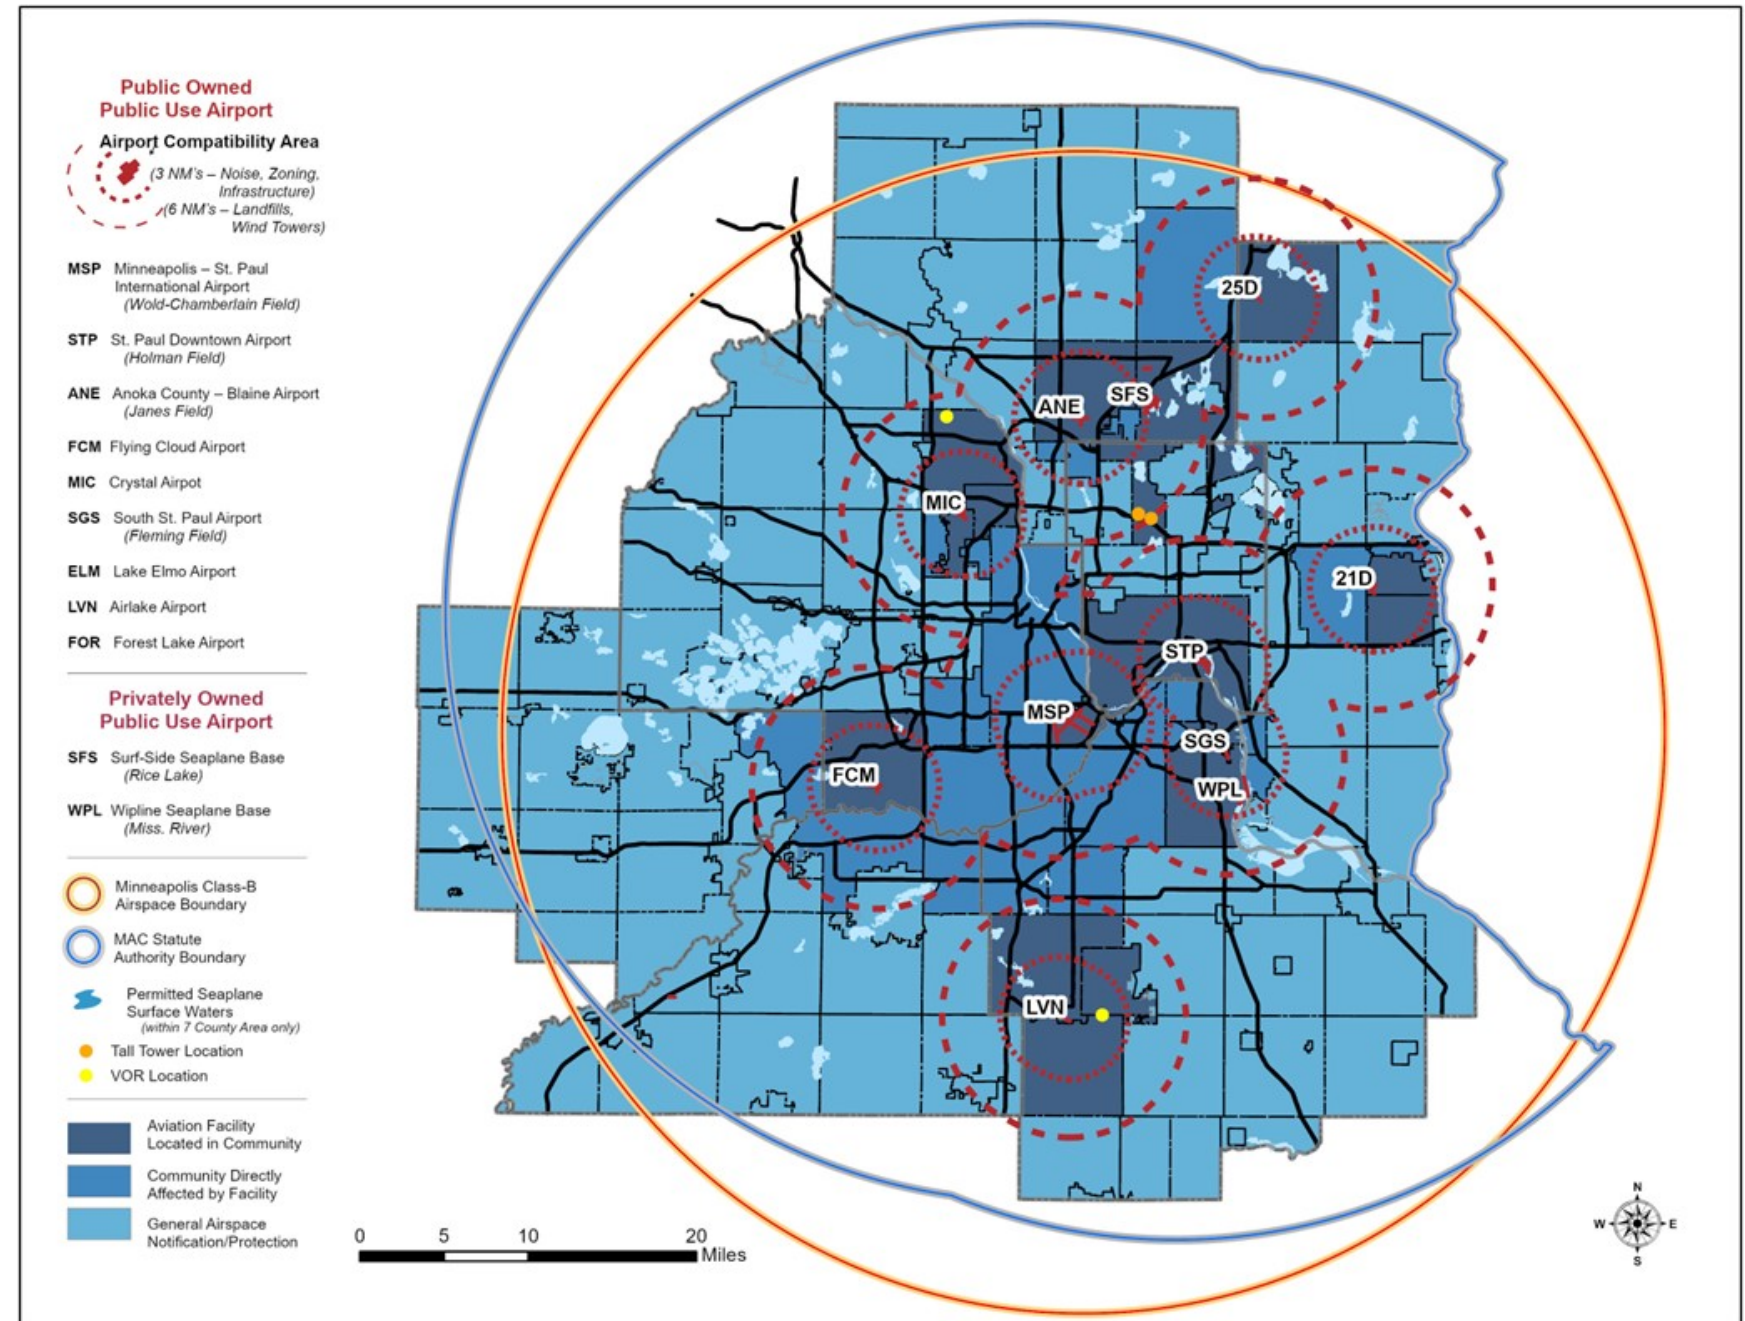 Public Owned
Public Use Airport
Airport Compatibility Area
(3 NM's – Noise, Zoning,
Infrastructure)
(6 NM's – Landfills,
Wind Towers)
MSP Minneapolis – St. Paul
International Airport
(Wold-Chamberlain Field)
STP St. Paul Downtown Airport
(Holman Field)
ANE Anoka County – Blaine Airport
(Janes Field)
FCM Flying Cloud Airport
MIC Crystal Airpot
SGS South St. Paul Airport
(Fleming Field)
ELM Lake Elmo Airport
LVN Airlake Airport
FOR Forest Lake Airport
Privately Owned
Public Use Airport
SFS Surf-Side Seaplane Base
(Rice Lake)
WPL Wipline Seaplane Base
(Miss. River)
Minneapolis Class-B
Airspace Boundary
MAC Statute
Authority Boundary
Permitted Seaplane
Surface Waters
(within 7 County Area only)
Tall Tower Location
VOR Location
Aviation Facility
Located in Community
Community Directly
Affected by Facility
General Airspace
Notification/Protection
25D
SFS
ANE
MIC
21D
STP
MSP
SGS
FCM
WPL
LVN
0 5 10 20
Miles
N
W E
S